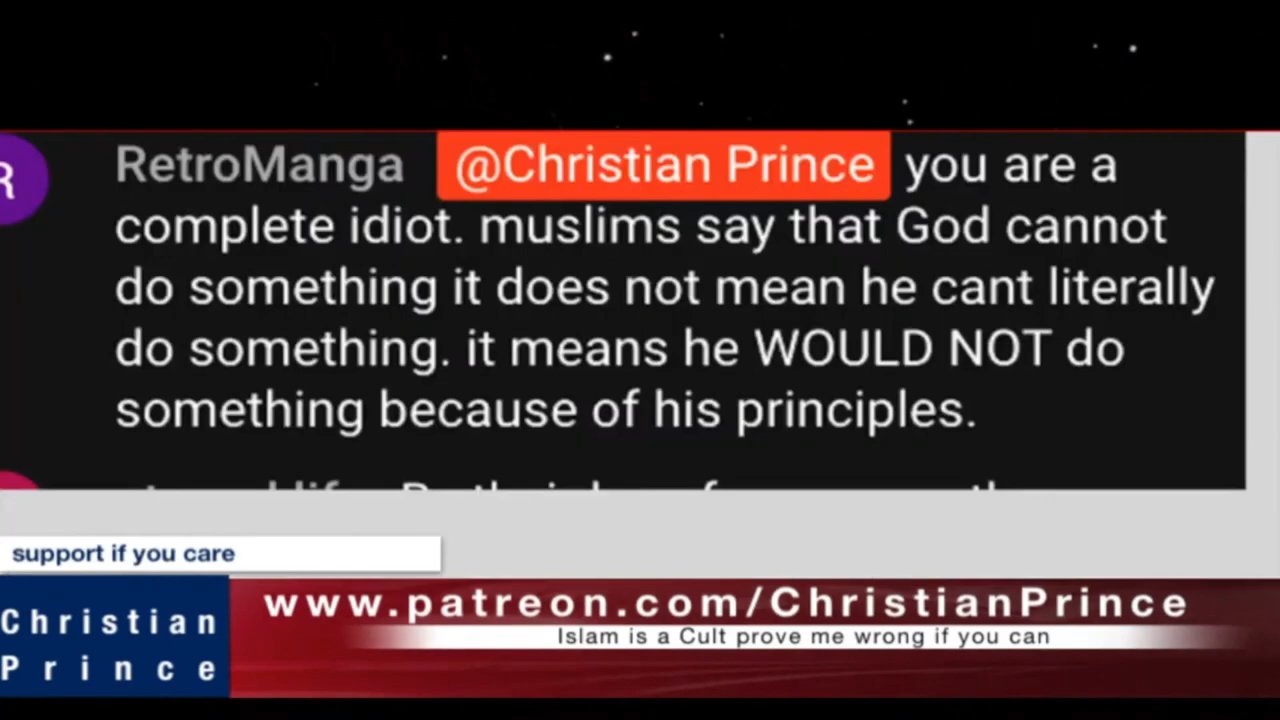 R
RetroManga @Christian Prince you are a
complete idiot. muslims say that God cannot
do something it does not mean he cant literally
do something. it means he WOULD NOT do
something because of his principles.
support if you care
Christian
Prince
www.patreon.com/ChristianPrince
Islam is a Cult prove me wrong if you can